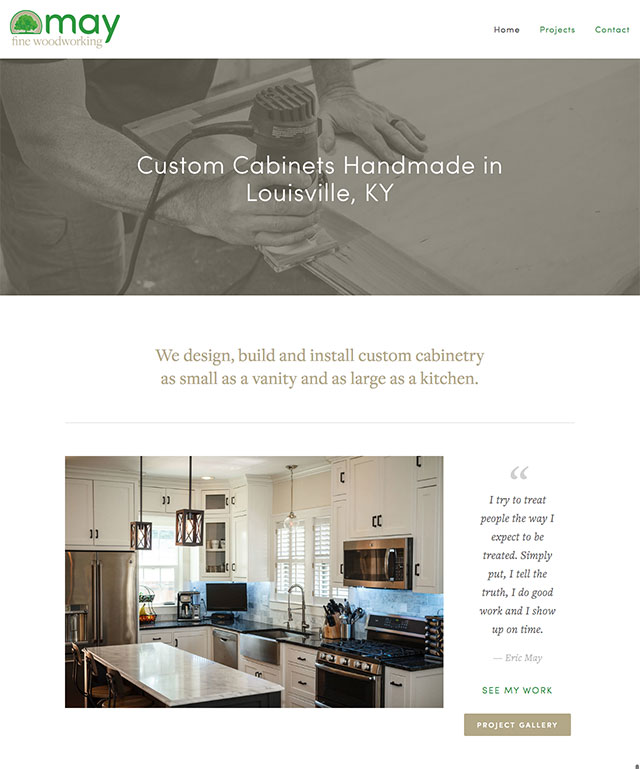 may
fine woodworking
Home Projects Contact
Custom Cabinets Handmade in
Louisville, KY
We design, build and install custom cabinetry
as small as a vanity and as large as a kitchen.
“
I try to treat
people the way I
expect to be
treated. Simply
put, I tell the
truth, I do good
work and I show
up on time.
— Eric May
SEE MY WORK
PROJECT GALLERY